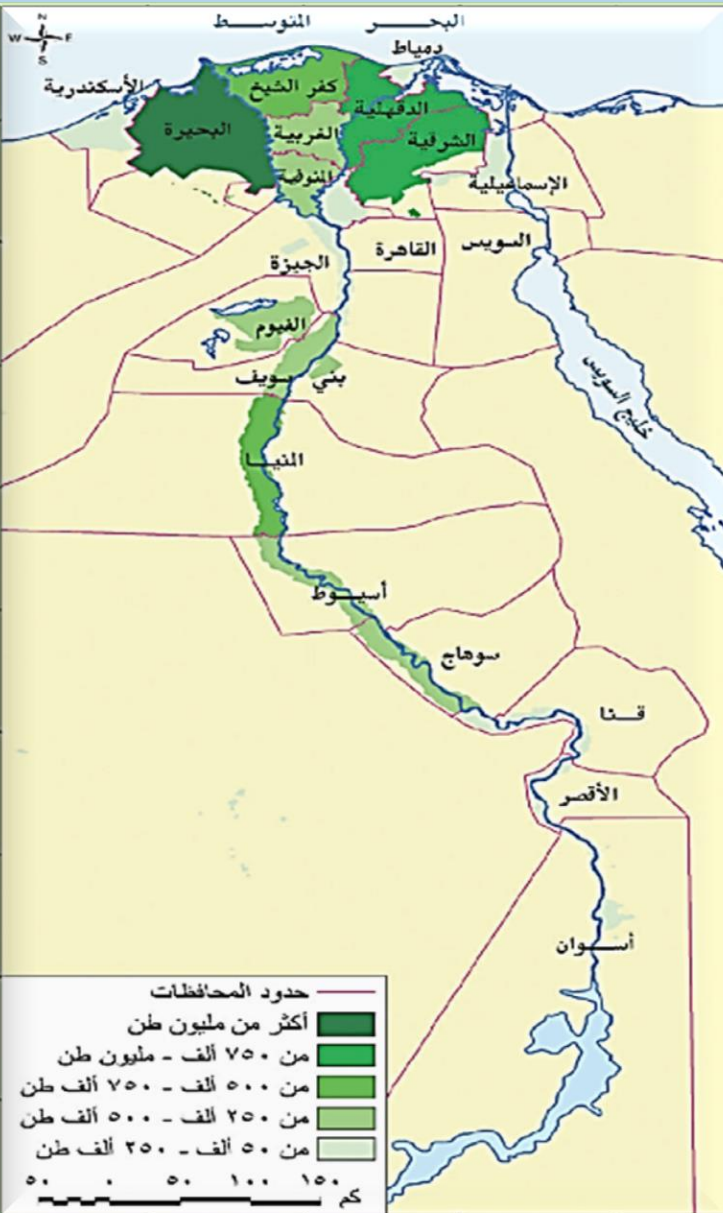 البحر المتوسط
N
W E
S
دمياط
الأسكندرية
كفر الشيخ
الدقهلية
البحيرة
الغربية
الشرقية
المنوفية
الإسماعيلية
القاهرة
السويس
الجيزة
الفيوم
بني سويف
خليج السويس
المنيا
أسيوط
سوهاج
قنا
الأقصر
أسوان
حدود المحافظات
أكثر من مليون طن
من ٧٥٠ ألف - مليون طن
من ٥٠٠ ألف - ٧٥٠ ألف طن
من ٢٥٠ ألف - ٥٠٠ ألف طن
من ٥٠ ألف - ٢٥٠ ألف طن
٥٠ ٠ ٥٠ ١٠٠ ١٥٠
كم